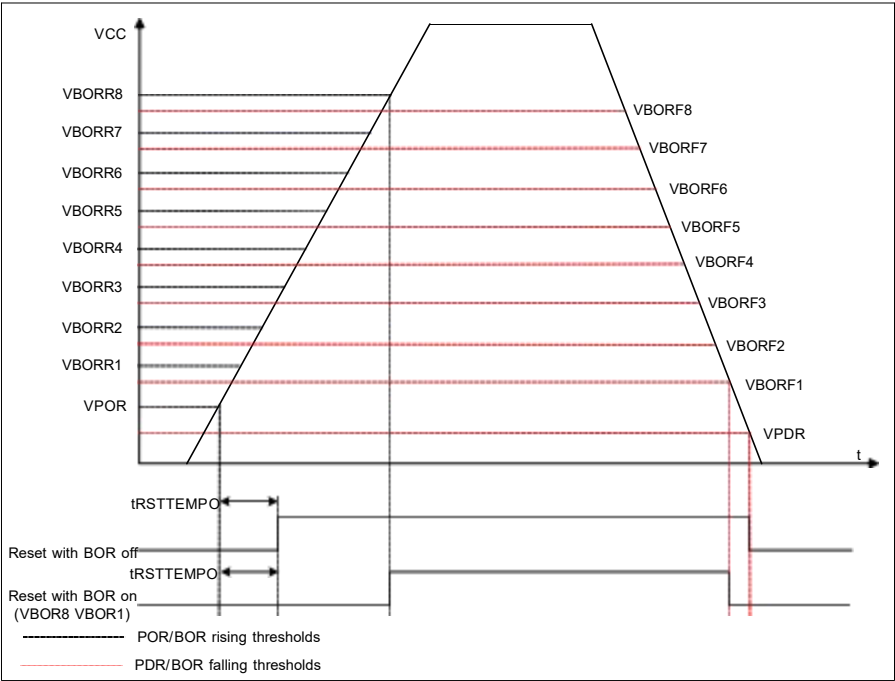 VCC
VBORR8
VBORF8
VBORR7
VBORF7
VBORR6
VBORF6
VBORR5
VBORF5
VBORR4
VBORF4
VBORR3
VBORF3
VBORR2
VBORF2
VBORR1
VBORF1
VPOR
VPDR
t
tRSTTEMPO
Reset with BOR off
tRSTTEMPO
Reset with BOR on
(VBOR8 VBOR1)
POR/BOR rising thresholds
PDR/BOR falling thresholds